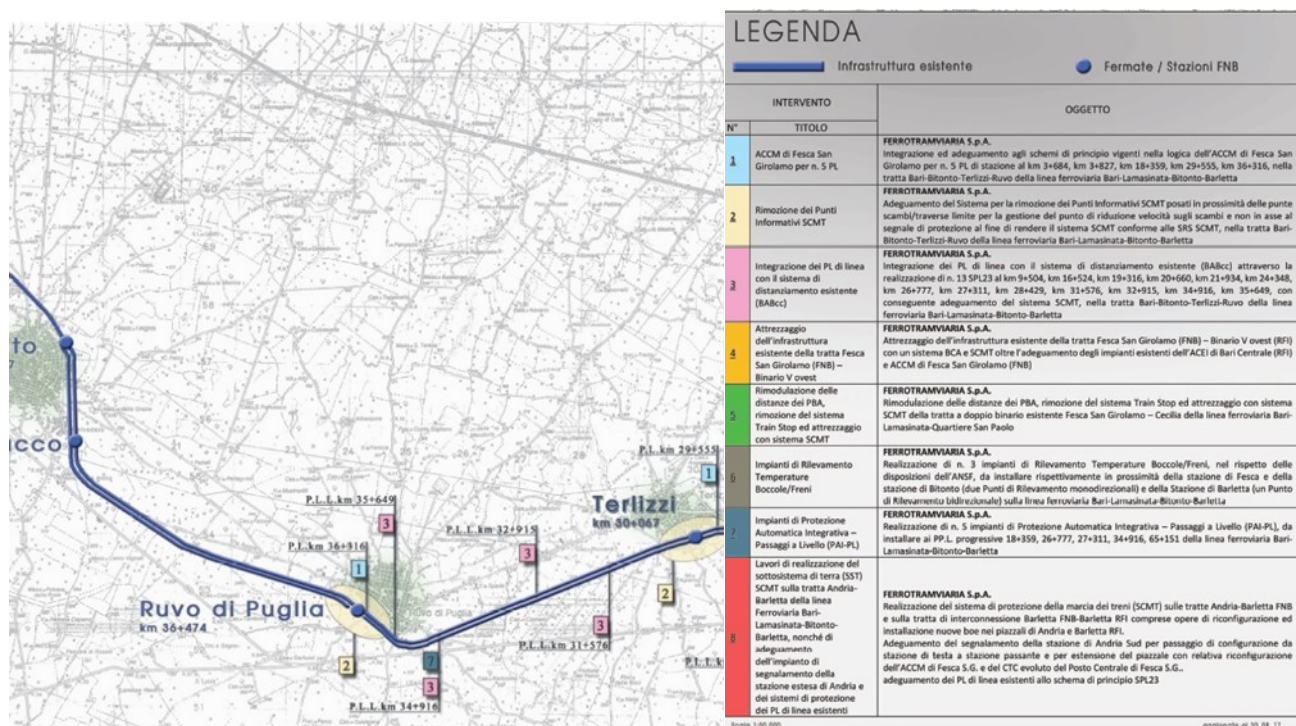 to
cco
Ruvo di Puglia
km 36+474
Terlizzi
km 30+067
P.L. km 29+555
1
P.L.L km 35+649
3
P.L.L km 32+915
3
P.L. km 36+316
1
2
P.L.L km 31+576
3
2
7
3
P.L.L km 34+916
LEGENDA
Infrastruttura esistente
Fermate / Stazioni FNB
INTERVENTO
OGGETTO
N°
TITOLO
1
ACCM di Fesca San
Girolamo per n. 5 PL
FERROTRAMVIARIA S.p.A.
Integrazione ed adeguamento agli schemi di principio vigenti nella logica dell'ACCM di Fesca San
Girolamo per n. 5 PL di stazione al km 3+684, km 3+827, km 18+359, km 29+555, km 36+316, nella
tratta Bari-Bitonto-Terlizzi-Ruvo della linea ferroviaria Bari-Lamasinata-Bitonto-Barletta
2
Rimozione dei Punti
Informativi SCMT
FERROTRAMVIARIA S.p.A.
Adeguamento del Sistema per la rimozione dei Punti Informativi SCMT posati in prossimità delle punte
scambi/traverse limite per la gestione del punto di riduzione velocità sugli scambi e non in asse al
segnale di protezione al fine di rendere il sistema SCMT conforme alle SRS SCMT, nella tratta Bari-
Bitonto-Terlizzi-Ruvo della linea ferroviaria Bari-Lamasinata-Bitonto-Barletta
3
Integrazione dei PL di linea
con il sistema di
distanziamento esistente
(BABcc)
FERROTRAMVIARIA S.p.A.
Integrazione dei PL di linea con il sistema di distanziamento esistente (BABcc) attraverso la
realizzazione di n. 13 SPL23 al km 9+504, km 16+524, km 19+316, km 20+660, km 21+934, km 24+348,
km 26+777, km 27+311, km 28+429, km 31+576, km 32+915, km 34+916, km 35+649, con
conseguente adeguamento del sistema SCMT, nella tratta Bari-Bitonto-Terlizzi-Ruvo della linea
ferroviaria Bari-Lamasinata-Bitonto-Barletta
4
Attrezzaggio
dell'infrastruttura
esistente della tratta Fesca
San Girolamo (FNB) –
Binario V ovest
FERROTRAMVIARIA S.p.A.
Attrezzaggio dell'infrastruttura esistente della tratta Fesca San Girolamo (FNB) – Binario V ovest (RFI)
con un sistema BCA e SCMT oltre l'adeguamento degli impianti esistenti dell'ACEI di Bari Centrale (RFI)
e ACCM di Fesca San Girolamo (FNB)
5
Rimodulazione delle
distanze dei PBA,
rimozione del sistema
Train Stop ed attrezzaggio
con sistema SCMT
FERROTRAMVIARIA S.p.A.
Rimodulazione delle distanze dei PBA, rimozione del sistema Train Stop ed attrezzaggio con sistema
SCMT della tratta a doppio binario esistente Fesca San Girolamo – Cecilia della linea ferroviaria Bari-
Lamasinata-Quartiere San Paolo
6
Impianti di Rilevamento
Temperature
Boccole/Freni
FERROTRAMVIARIA S.p.A.
Realizzazione di n. 3 impianti di Rilevamento Temperature Boccole/Freni, nel rispetto delle
disposizioni dell'ANSF, da installare rispettivamente in prossimità della stazione di Fesca e della
stazione di Bitonto (due Punti di Rilevamento monodirezionali) e della Stazione di Barletta (un Punto
di Rilevamento bidirezionale) sulla linea ferroviaria Bari-Lamasinata-Bitonto-Barletta
7
Impianti di Protezione
Automatica Integrativa –
Passaggi a Livello (PAI-PL)
FERROTRAMVIARIA S.p.A.
Realizzazione di n. 5 impianti di Protezione Automatica Integrativa – Passaggi a Livello (PAI-PL), da
installare ai PP.L. progressive 18+359, 26+777, 27+311, 34+916, 65+151 della linea ferroviaria Bari-
Lamasinata-Bitonto-Barletta
8
Lavori di realizzazione del
sottosistema di terra (SST)
SCMT sulla tratta Andria-
Barletta della linea
Ferroviaria Bari-
Lamasinata-Bitonto-
Barletta, nonché di
adeguamento
dell'impianto di
segnalamento della
stazione estesa di Andria e
dei sistemi di protezione
dei PL di linea esistenti
FERROTRAMVIARIA S.p.A.
Realizzazione del sistema di protezione della marcia dei treni (SCMT) sulle tratte Andria-Barletta FNB
e sulla tratta di interconnessione Barletta FNB-Barletta RFI comprese opere di riconfigurazione ed
installazione nuove boe nei piazzali di Andria e Barletta RFI.
Adeguamento del segnalamento della stazione di Andria Sud per passaggio di configurazione da
stazione di testa a stazione passante e per estensione del piazzale con relativa riconfigurazione
dell'ACCM di Fesca S.G. e del CTC evoluto del Posto Centrale di Fesca S.G..
adeguamento dei PL di linea esistenti allo schema di principio SPL23